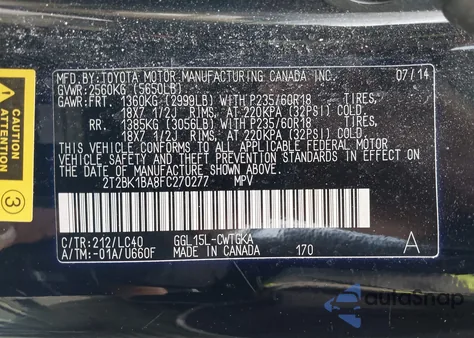 MFD.BY:TOYOTA MOTOR MANUFACTURING CANADA INC. 07/14
GVWR:2560KG (5650LB)
GAWR:FRT. 1360KG (2999LB) WITH P235/60R18 TIRES,
18X7 1/2J RIMS, AT 220KPA (32PSI) COLD.
RR. 1385KG (3056LB) WITH P235/60R18 TIRES,
18X7 1/2J RIMS, AT 220KPA (32PSI) COLD.
THIS VEHICLE CONFORMS TO ALL APPLICABLE FEDERAL MOTOR
VEHICLE SAFETY AND THEFT PREVENTION STANDARDS IN EFFECT
ON THE DATE OF MANUFACTURE SHOWN ABOVE.
2T2BK1BA8FC270277 MPV
3
C/TR:212/LC40 GGL15L-CWTGKA
A/TM:-01A/U660F MADE IN CANADA 170 A
autoSnap